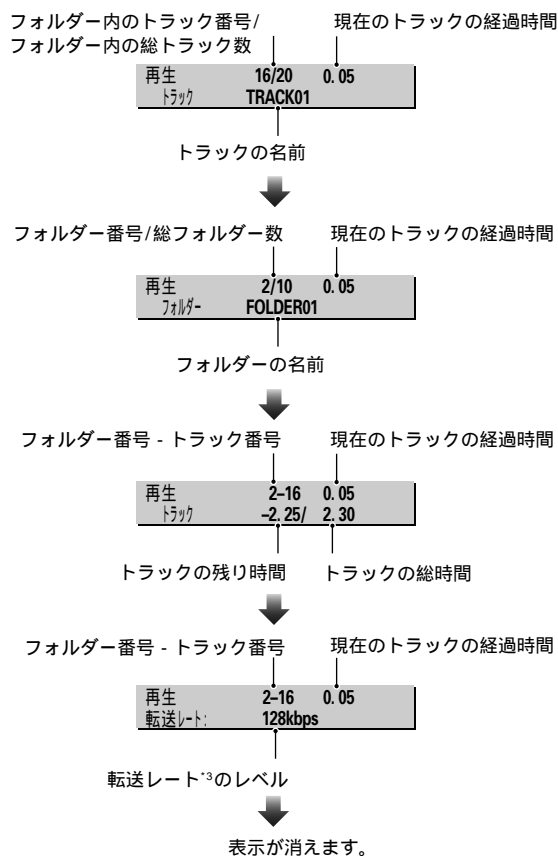 フォルダー内のトラック番号/ 現在のトラックの経過時間
フォルダー内の総トラック数
再生 16/20 0. 05
トラック TRACK01
トラックの名前
フォルダー番号/総フォルダー数 現在のトラックの経過時間
再生 2/10 0. 05
フォルダー FOLDER01
フォルダーの名前
フォルダー番号 - トラック番号 現在のトラックの経過時間
再生 2–16 0. 05
トラック –2. 25/ 2. 30
トラックの残り時間 トラックの総時間
フォルダー番号 - トラック番号 現在のトラックの経過時間
再生 2–16 0. 05
転送レート: 128kbps
転送レート*3のレベル
表示が消えます。